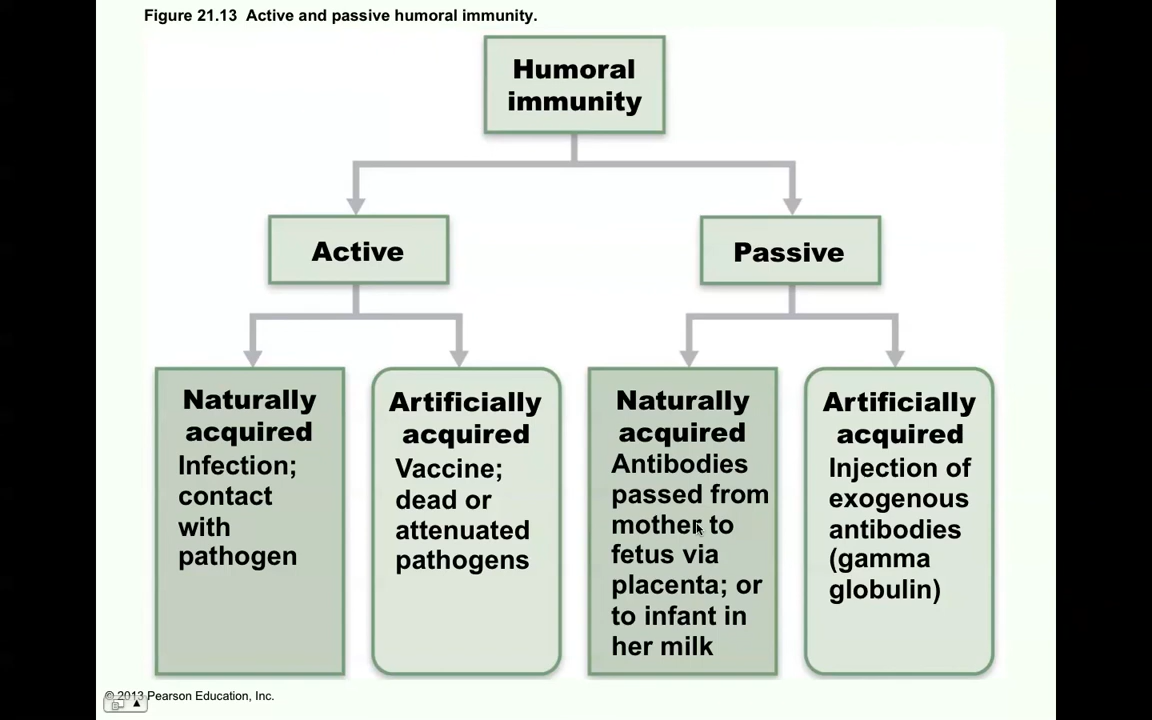 Figure 21.13 Active and passive humoral immunity.
Humoral
immunity
Active
Passive
Naturally
acquired
Infection;
contact
with
pathogen
Artificially
acquired
Vaccine;
dead or
attenuated
pathogens
Naturally
acquired
Antibodies
passed from
mother to
fetus via
placenta; or
to infant in
her milk
Artificially
acquired
Injection of
exogenous
antibodies
(gamma
globulin)
© 2013 Pearson Education, Inc.